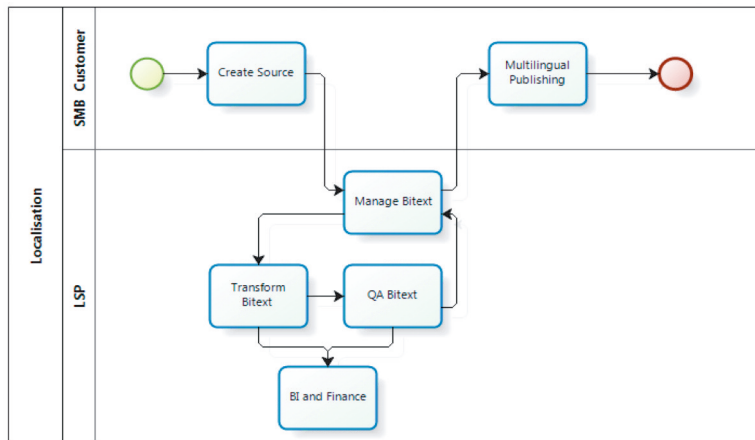 Localisation
SMB Customer
LSP
Create Source
Multilingual
Publishing
Manage Bitext
Transform
Bitext
QA Bitext
BI and Finance